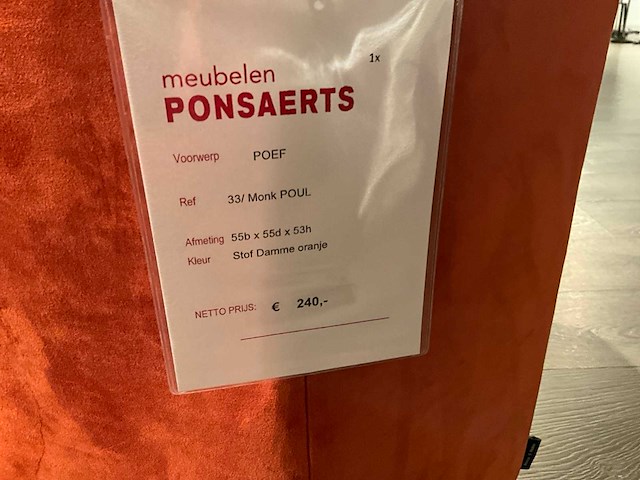 1x
meubelen
PONSAERTS
Voorwerp POEF
Ref 33/ Monk POUL
Afmeting 55b x 55d x 53h
Kleur Stof Damme oranje
NETTO PRIJS: € 240,-